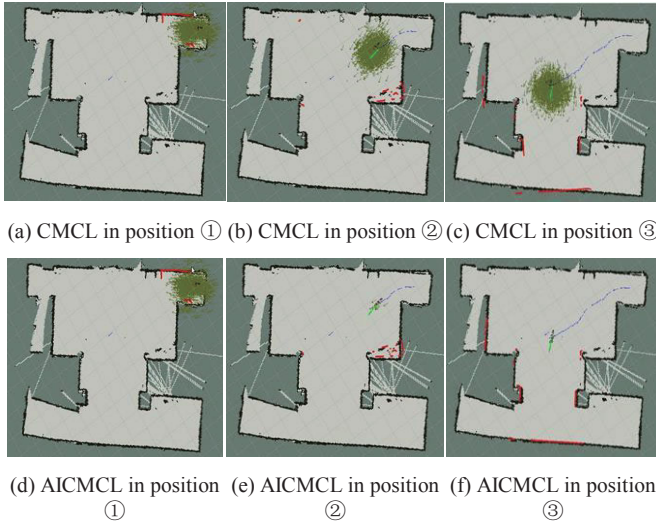 (a) CMCL in position ① (b) CMCL in position ② (c) CMCL in position ③
(d) AICMCL in position ① (e) AICMCL in position ② (f) AICMCL in position ③